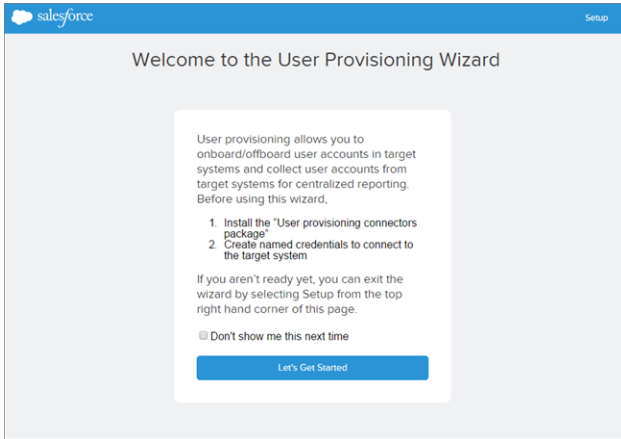 salesforce
Setup
Welcome to the User Provisioning Wizard
User provisioning allows you to
onboard/offboard user accounts in target
systems and collect user accounts from
target systems for centralized reporting.
Before using this wizard,
1. Install the "User provisioning connectors
package"
2. Create named credentials to connect to
the target system
If you aren't ready yet, you can exit the
wizard by selecting Setup from the top
right hand corner of this page.
Don't show me this next time
Let's Get Started